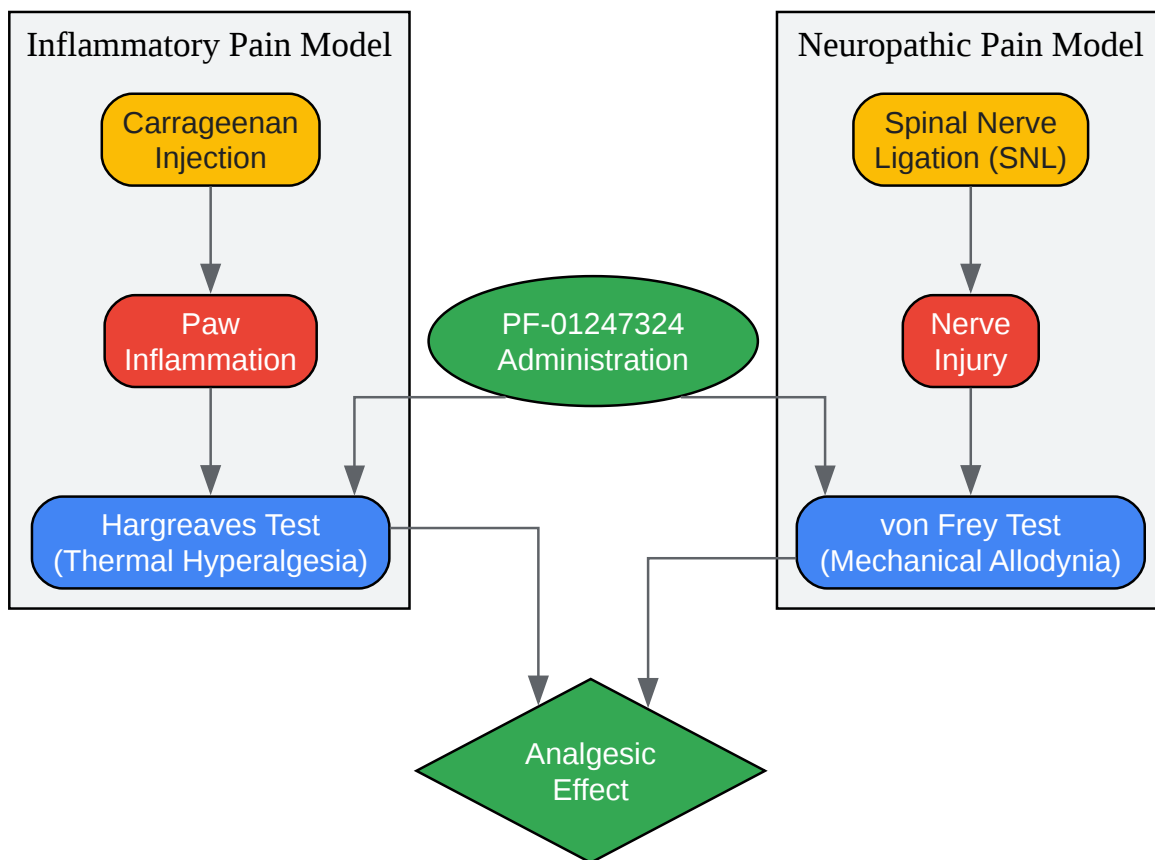 Inflammatory Pain Model
Neuropathic Pain Model
Carrageenan
Injection
Spinal Nerve
Ligation (SNL)
Paw
Inflammation
PF-01247324
Administration
Nerve
Injury
Hargreaves Test
(Thermal Hyperalgesia)
von Frey Test
(Mechanical Allodynia)
Analgesic
Effect